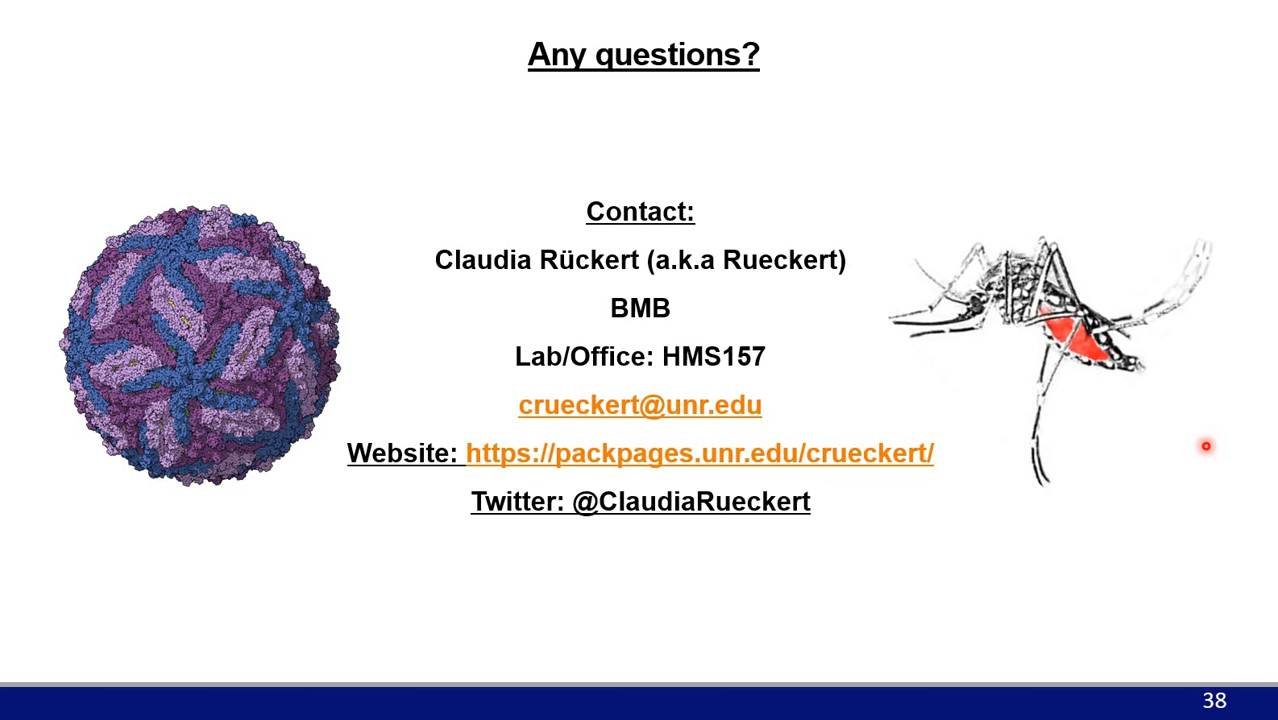 Any questions?
Contact:
Claudia Rückert (a.k.a Rueckert)
BMB
Lab/Office: HMS157
crueckert@unr.edu
Website: https://packpages.unr.edu/crueckert/
Twitter: @ClaudiaRueckert
38